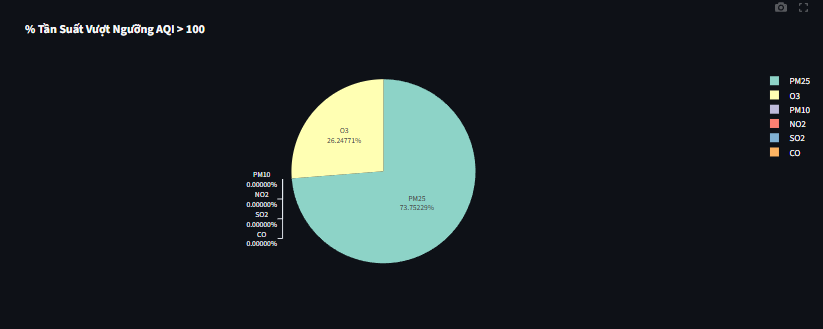 % Tần Suất Vượt Ngưỡng AQI > 100
O3
26.24771%
PM25
73.75229%
PM10
0.00000%
NO2
0.00000%
SO2
0.00000%
CO
0.00000%
PM25
O3
PM10
NO2
SO2
CO